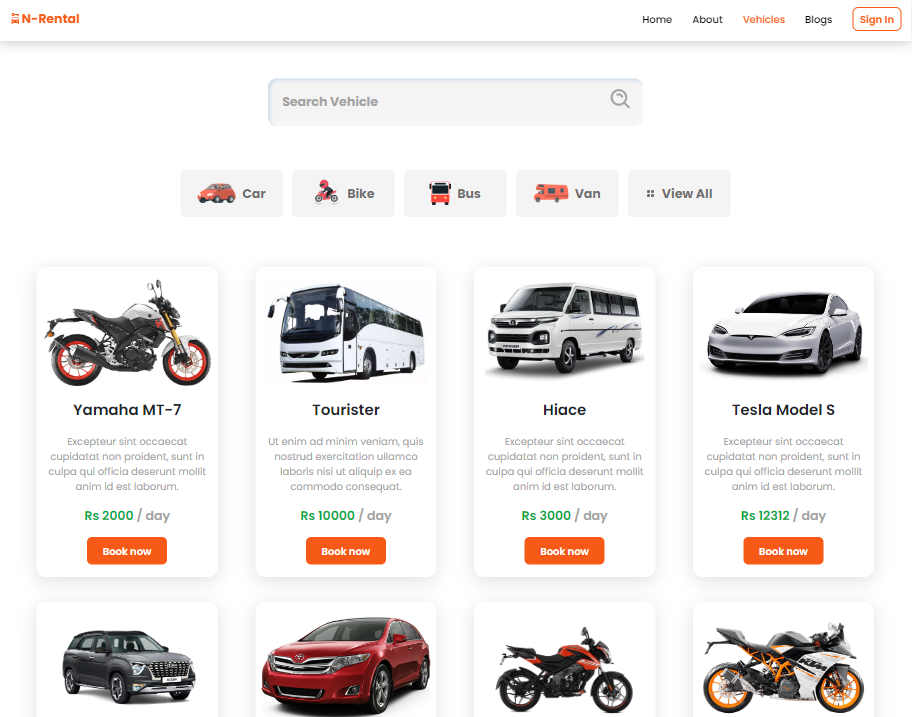 N-Rental
Home About Vehicles Blogs Sign In
Search Vehicle
Car Bike Bus Van View All
Yamaha MT-7
Excepteur sint occaecat
cupidatat non proident, sunt in
culpa qui officia deserunt mollit
anim id est laborum.
Rs 2000 / day
Book now
Tourister
Ut enim ad minim veniam, quis
nostrud exercitation ullamco
laboris nisi ut aliquip ex ea
commodo consequat.
Rs 10000 / day
Book now
Hiace
Excepteur sint occaecat
cupidatat non proident, sunt in
culpa qui officia deserunt mollit
anim id est laborum.
Rs 3000 / day
Book now
Tesla Model S
Excepteur sint occaecat
cupidatat non proident, sunt in
culpa qui officia deserunt mollit
anim id est laborum.
Rs 12312 / day
Book now
KTM